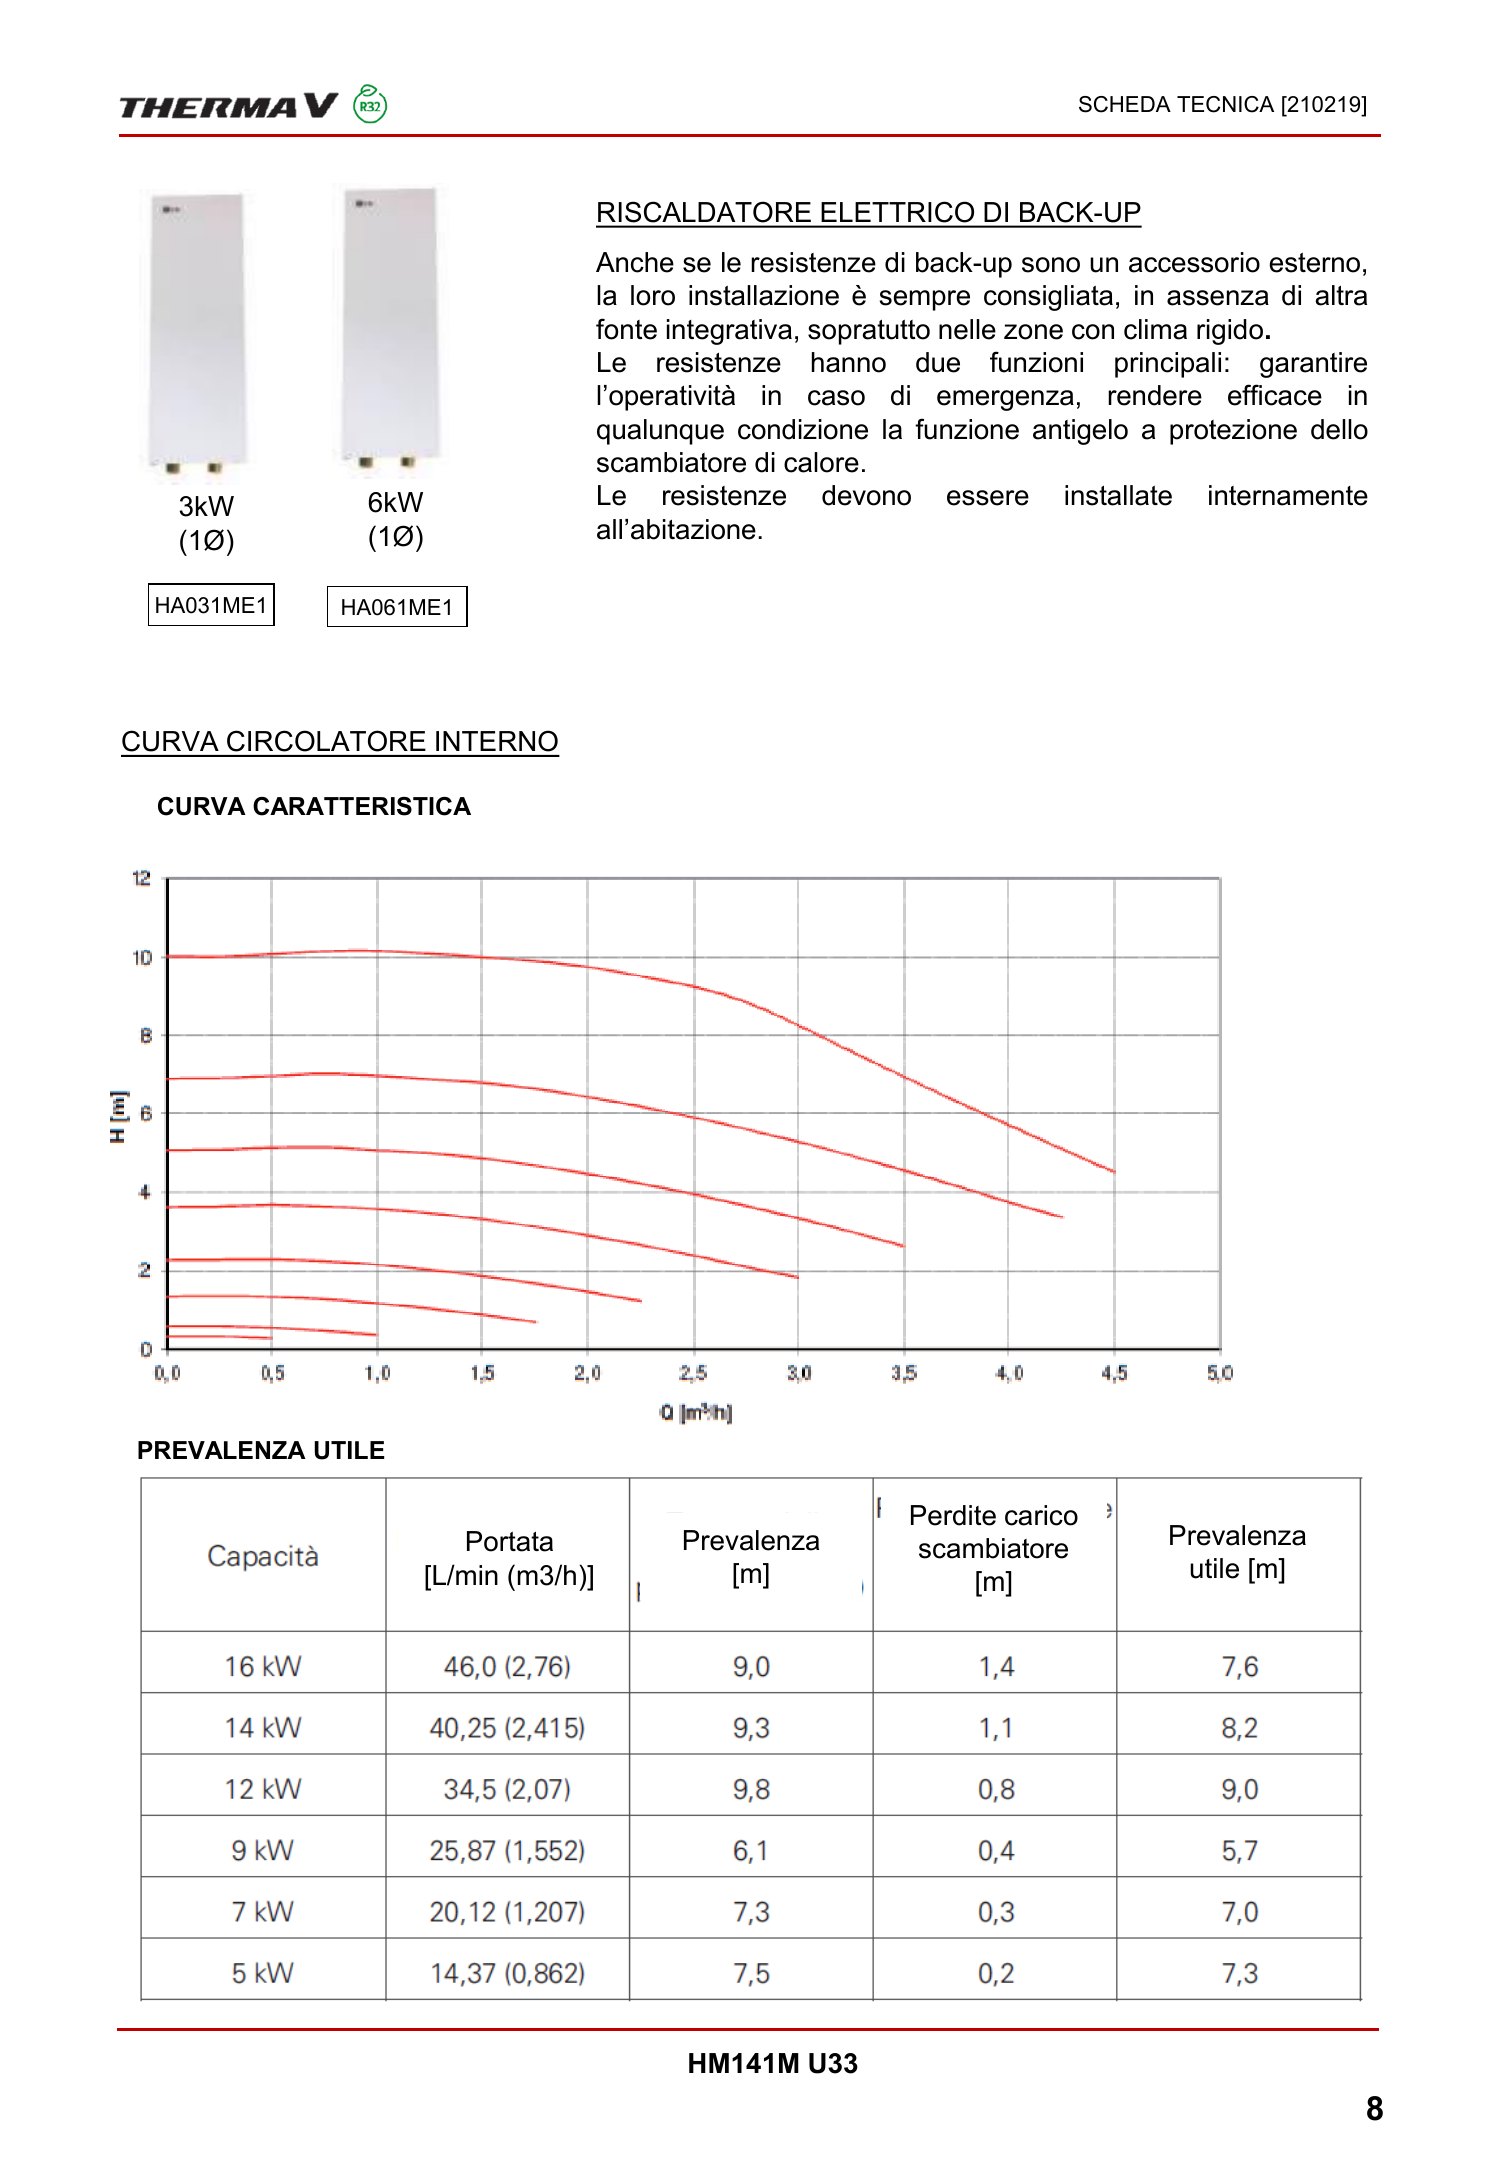 THERMA V R32
SCHEDA TECNICA [210219]
RISCALDATORE ELETTRICO DI BACK-UP
Anche se le resistenze di back-up sono un accessorio esterno,
la loro installazione è sempre consigliata, in assenza di altra
fonte integrativa, sopratutto nelle zone con clima rigido.
Le resistenze hanno due funzioni principali: garantire
l’operatività in caso di emergenza, rendere efficace in
qualunque condizione la funzione antigelo a protezione dello
scambiatore di calore.
Le resistenze devono essere installate internamente
all’abitazione.
3kW
(1Ø)
6kW
(1Ø)
HA031ME1
HA061ME1
CURVA CIRCOLATORE INTERNO
CURVA CARATTERISTICA
12
10
8
6
4
2
0
H [m]
0,0 0,5 1,0 1,5 2,0 2,5 3,0 3,5 4,0 4,5 5,0
Q [m³/h]
PREVALENZA UTILE
Capacità
Portata
[L/min (m3/h)]
Prevalenza
[m]
Perdite carico
scambiatore
[m]
Prevalenza
utile [m]
16 kW 46,0 (2,76) 9,0 1,4 7,6
14 kW 40,25 (2,415) 9,3 1,1 8,2
12 kW 34,5 (2,07) 9,8 0,8 9,0
9 kW 25,87 (1,552) 6,1 0,4 5,7
7 kW 20,12 (1,207) 7,3 0,3 7,0
5 kW 14,37 (0,862) 7,5 0,2 7,3
HM141M U33
8